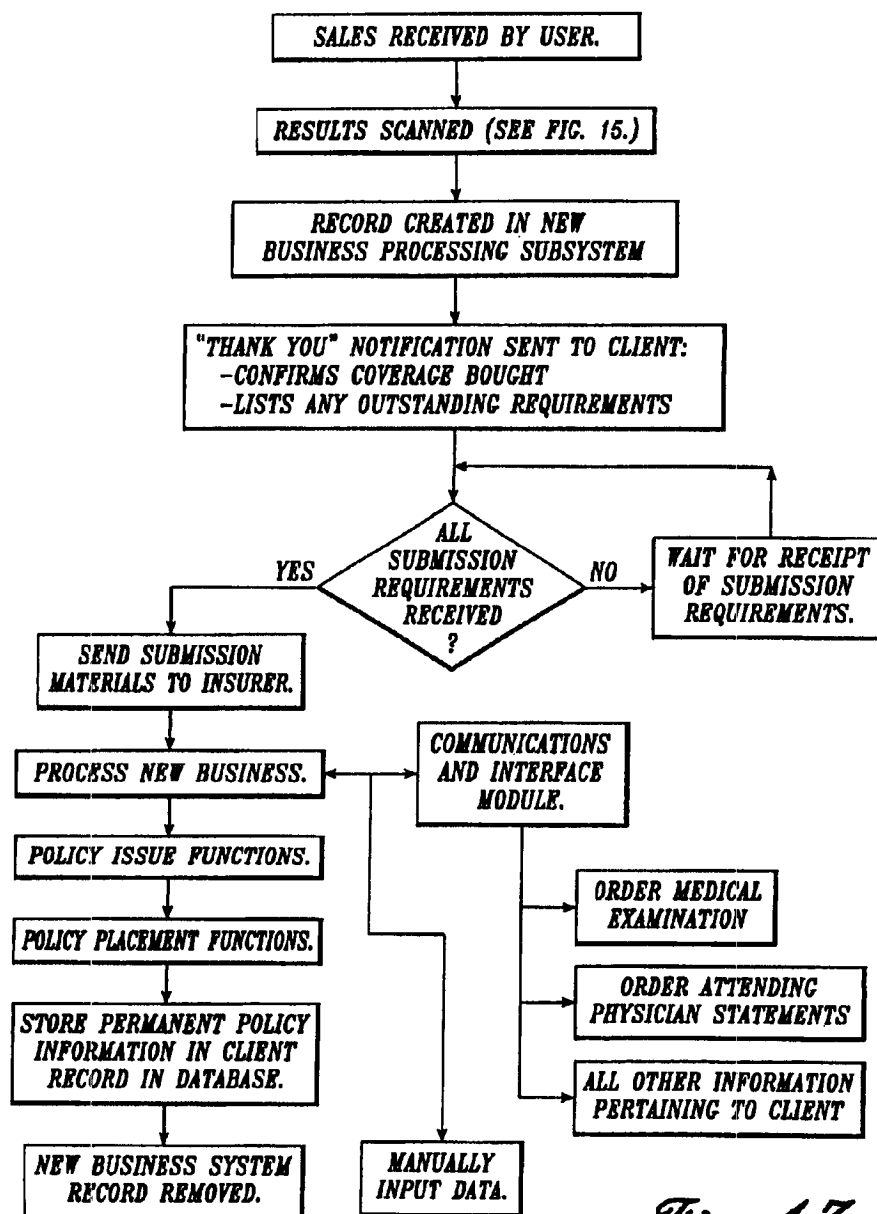 SALES RECEIVED BY USER.
RESULTS SCANNED (SEE FIG. 15.)
RECORD CREATED IN NEW
BUSINESS PROCESSING SUBSYSTEM
"THANK YOU" NOTIFICATION SENT TO CLIENT:
-CONFIRMS COVERAGE BOUGHT
-LISTS ANY OUTSTANDING REQUIREMENTS
ALL
SUBMISSION
REQUIREMENTS
RECEIVED
?
YES
NO
WAIT FOR RECEIPT
OF SUBMISSION
REQUIREMENTS.
SEND SUBMISSION
MATERIALS TO INSURER.
PROCESS NEW BUSINESS.
COMMUNICATIONS
AND INTERFACE
MODULE.
POLICY ISSUE FUNCTIONS.
POLICY PLACEMENT FUNCTIONS.
STORE PERMANENT POLICY
INFORMATION IN CLIENT
RECORD IN DATABASE.
NEW BUSINESS SYSTEM
RECORD REMOVED.
MANUALLY
INPUT DATA.
ORDER MEDICAL
EXAMINATION
ORDER ATTENDING
PHYSICIAN STATEMENTS
ALL OTHER INFORMATION
PERTAINING TO CLIENT